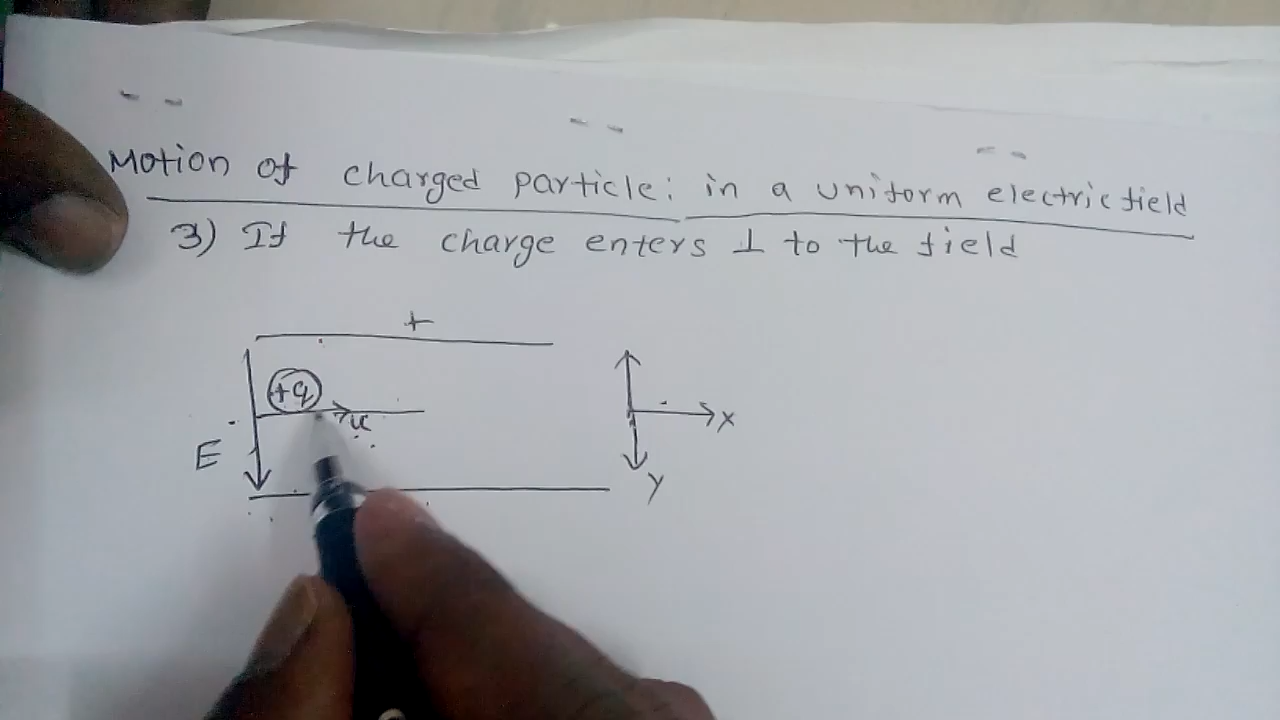 Motion of charged particle: in a uniform electric field
3) If the charge enters ⊥ to the field
+
+q
u
E
X
Y